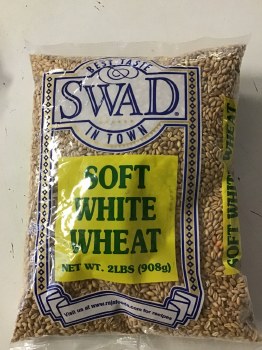 BEST TASTE
&
SWAD®
IN TOWN
SOFT
WHITE
WHEAT
NET WT. 2LBS (908g)
Visit us at www.rajafoods.com for recipes
SOFT WHITE WHEAT